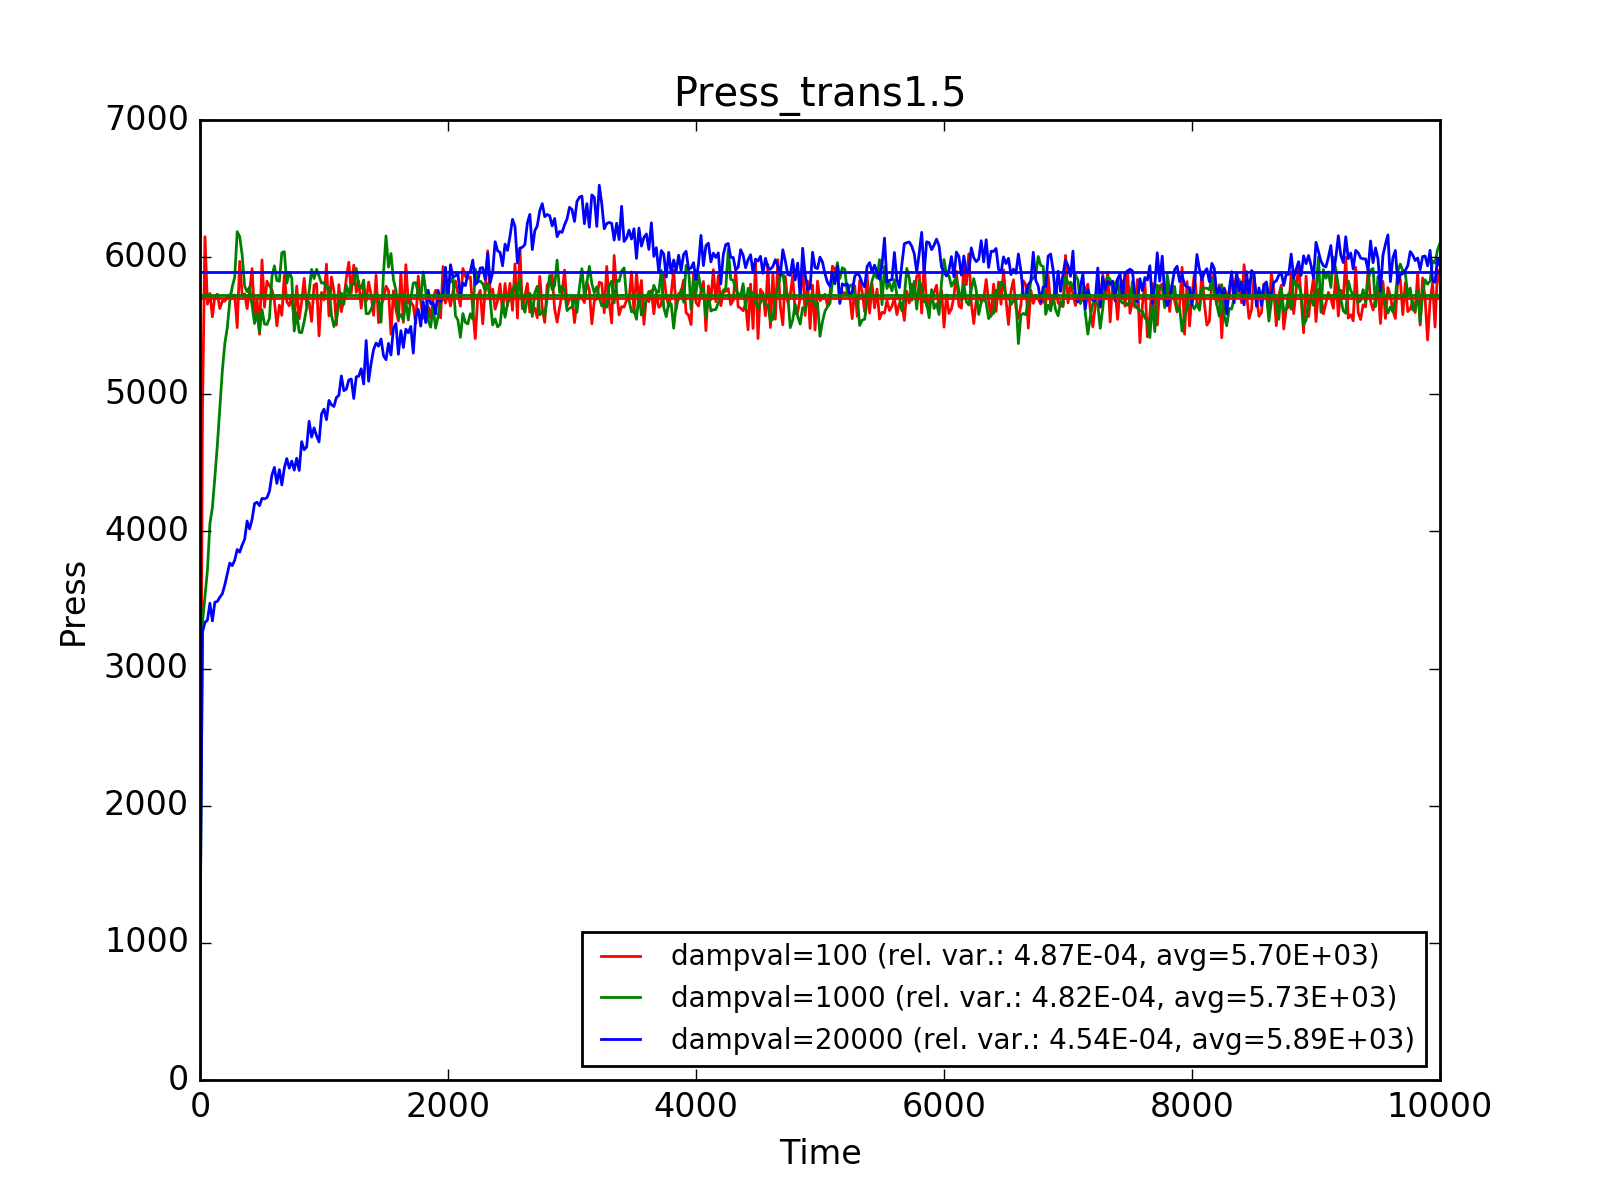 Press_trans1.5
7000
6000
5000
4000
3000
2000
1000
0
Press
dampval=100 (rel. var.: 4.87E-04, avg=5.70E+03)
dampval=1000 (rel. var.: 4.82E-04, avg=5.73E+03)
dampval=20000 (rel. var.: 4.54E-04, avg=5.89E+03)
0 2000 4000 6000 8000 10000
Time